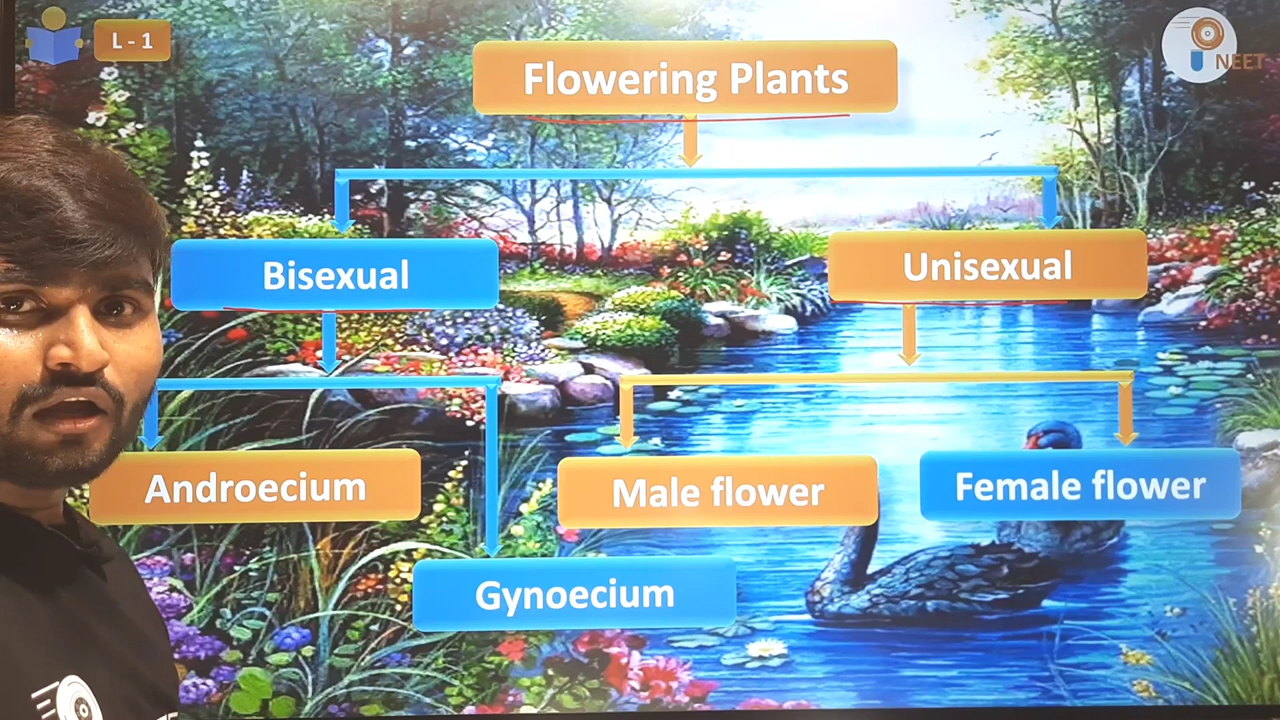 L - 1
NEET
Flowering Plants
Bisexual
Unisexual
Androecium
Male flower
Female flower
Gynoecium